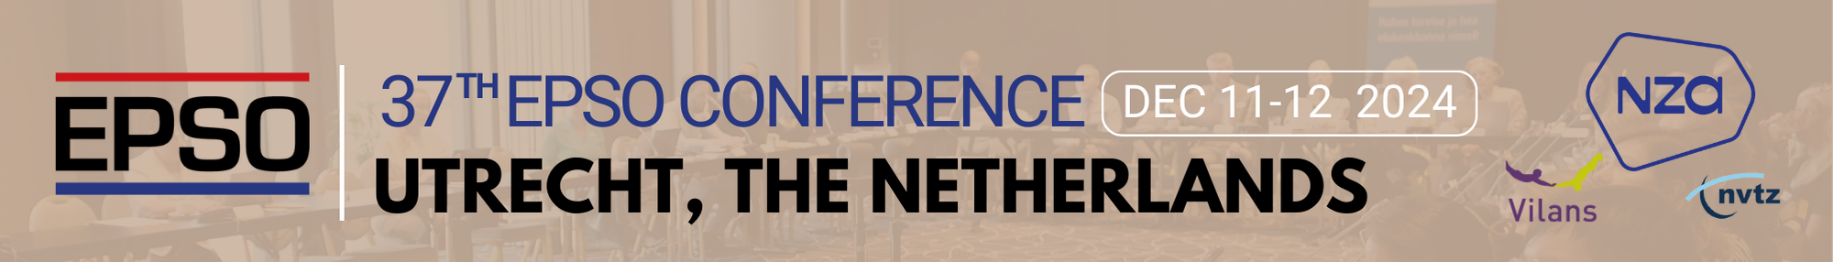 EPSO
37TH EPSO CONFERENCE
DEC 11-12 2024
UTRECHT, THE NETHERLANDS
NZa
Vilans
nvtz